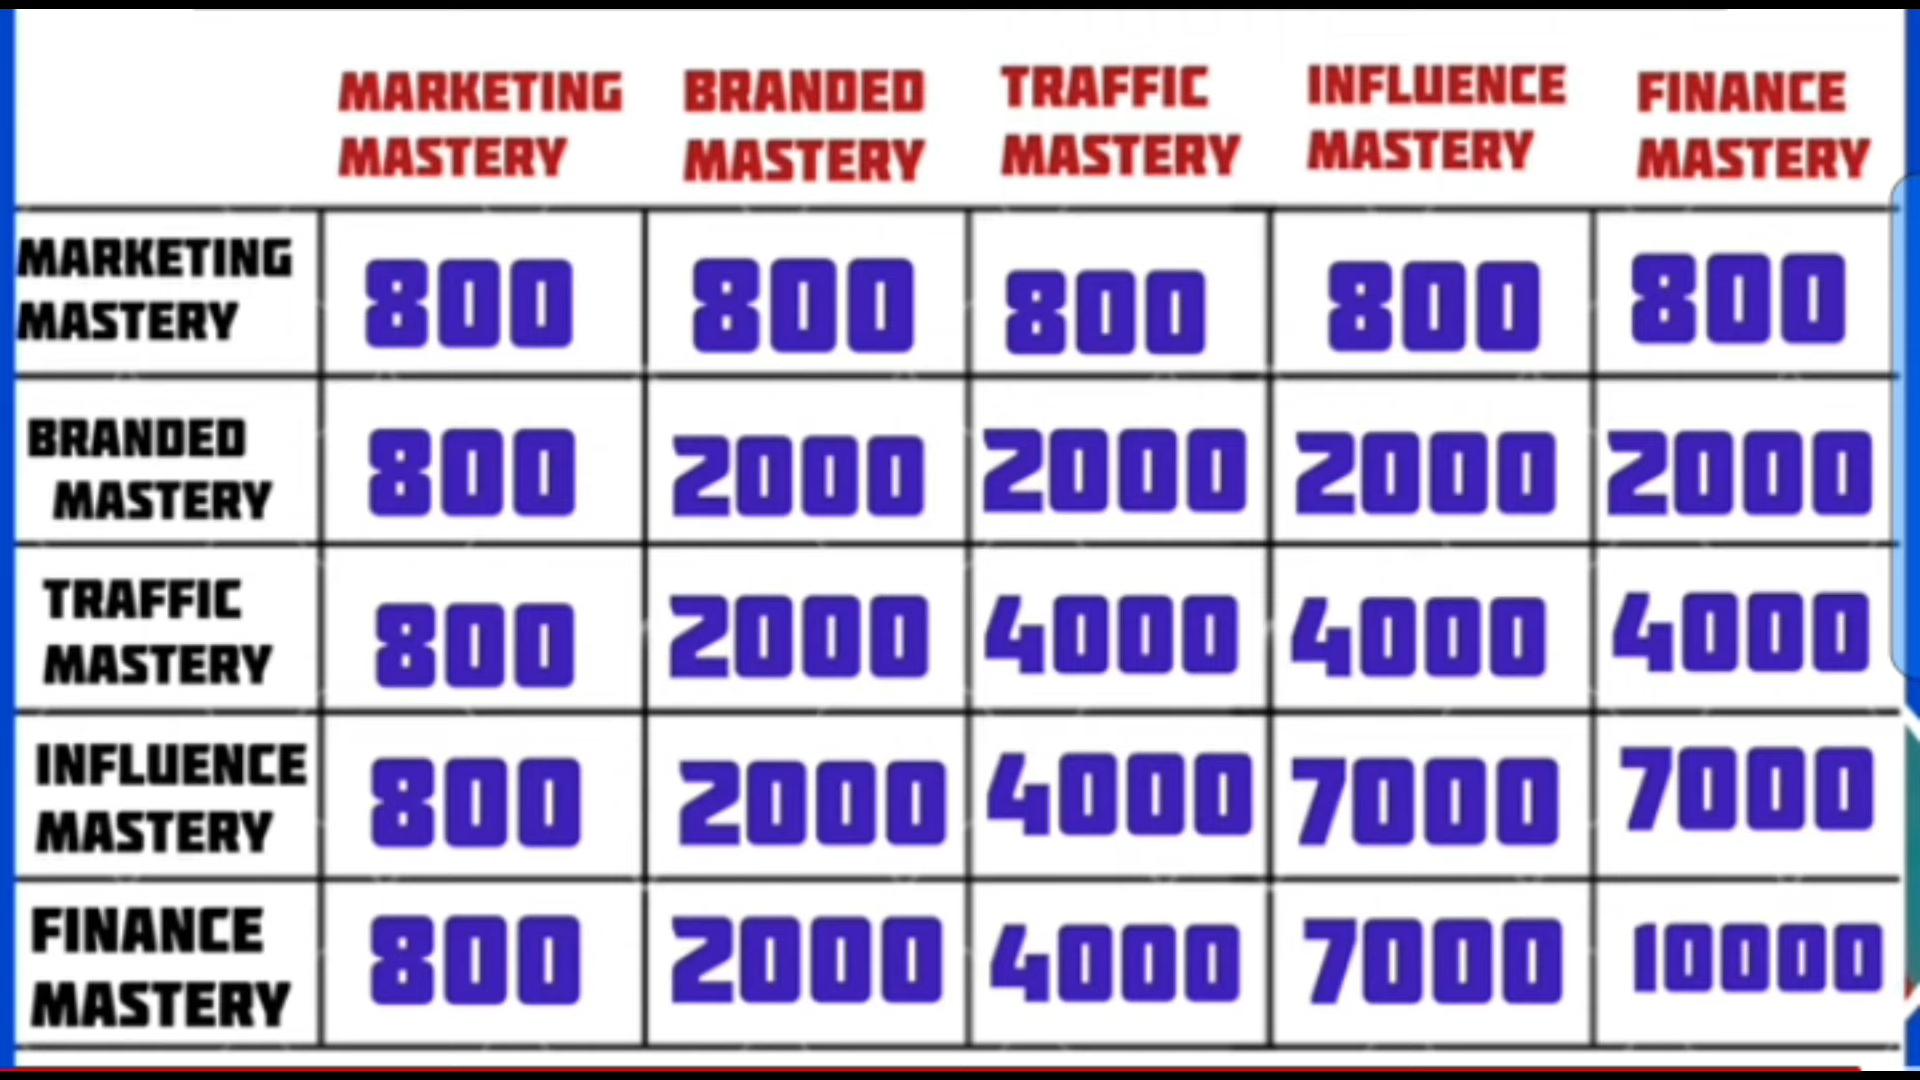 MARKETING MASTERY BRANDED MASTERY TRAFFIC MASTERY INFLUENCE MASTERY FINANCE MASTERY
MARKETING MASTERY 800 800 800 800 800
BRANDED MASTERY 800 2000 2000 2000 2000
TRAFFIC MASTERY 800 2000 4000 4000 4000
INFLUENCE MASTERY 800 2000 4000 7000 7000
FINANCE MASTERY 800 2000 4000 7000 10000